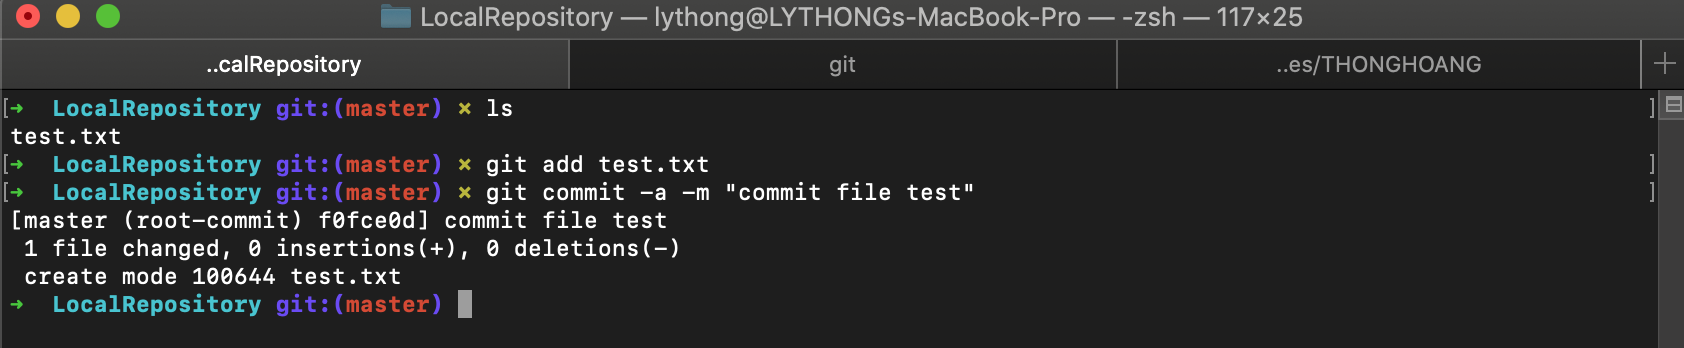 LocalRepository — lythong@LYTHONGs-MacBook-Pro — -zsh — 117×25
..calRepository git ..es/THONGHOANG +
[➜ LocalRepository git:(master) ✗ ls ]
test.txt
[➜ LocalRepository git:(master) ✗ git add test.txt ]
[➜ LocalRepository git:(master) ✗ git commit -a -m "commit file test" ]
[master (root-commit) f0fce0d] commit file test
1 file changed, 0 insertions(+), 0 deletions(-)
create mode 100644 test.txt
➜ LocalRepository git:(master)